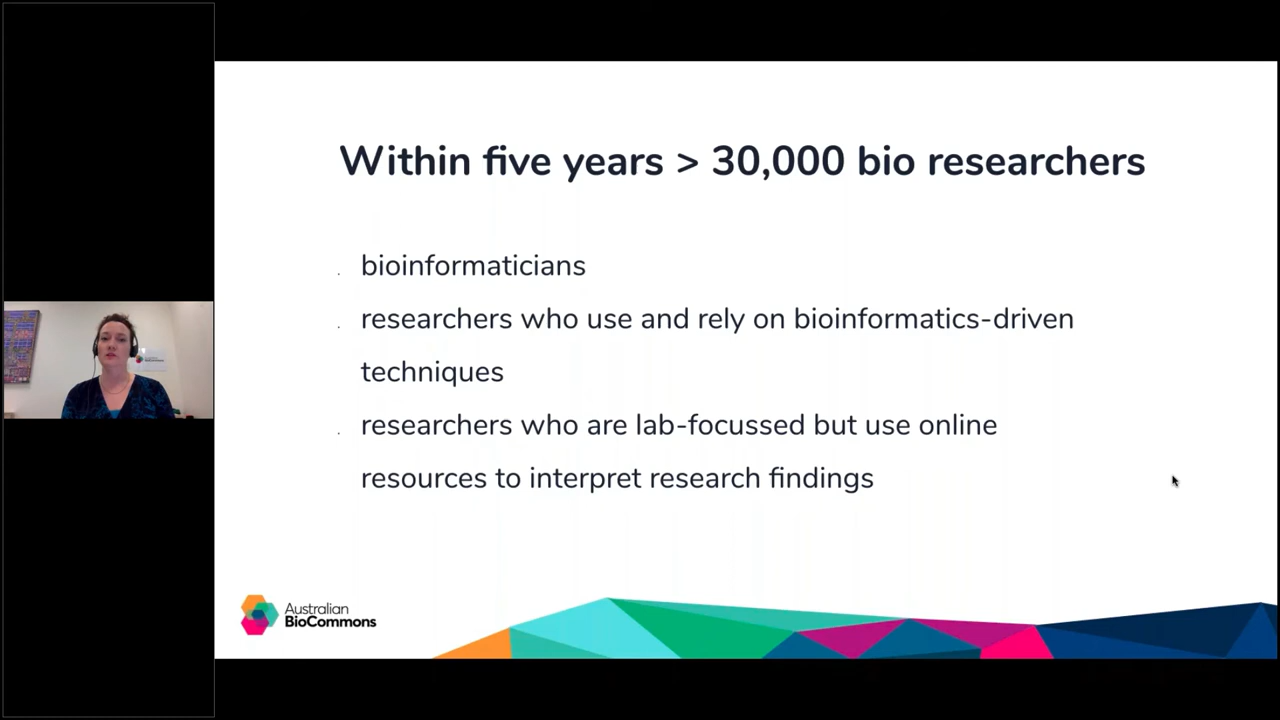 Within five years > 30,000 bio researchers
. bioinformaticians
. researchers who use and rely on bioinformatics-driven
techniques
. researchers who are lab-focussed but use online
resources to interpret research findings
Australian
BioCommons